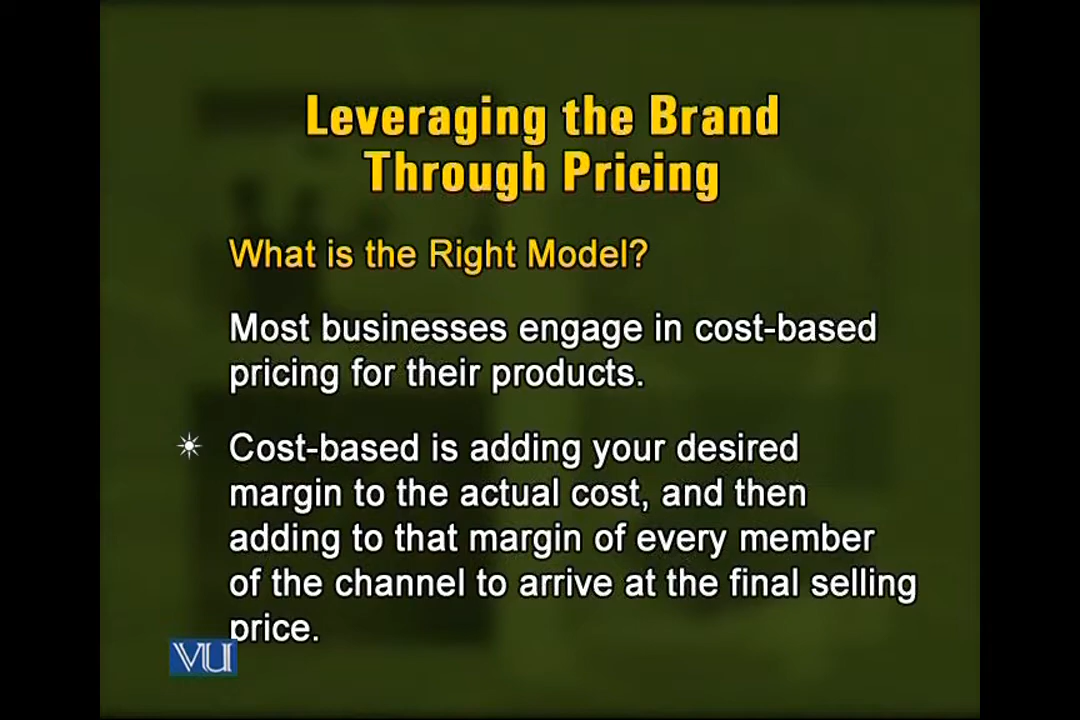 Leveraging the Brand
Through Pricing
What is the Right Model?
Most businesses engage in cost-based
pricing for their products.
Cost-based is adding your desired
margin to the actual cost, and then
adding to that margin of every member
of the channel to arrive at the final selling
price.
VU